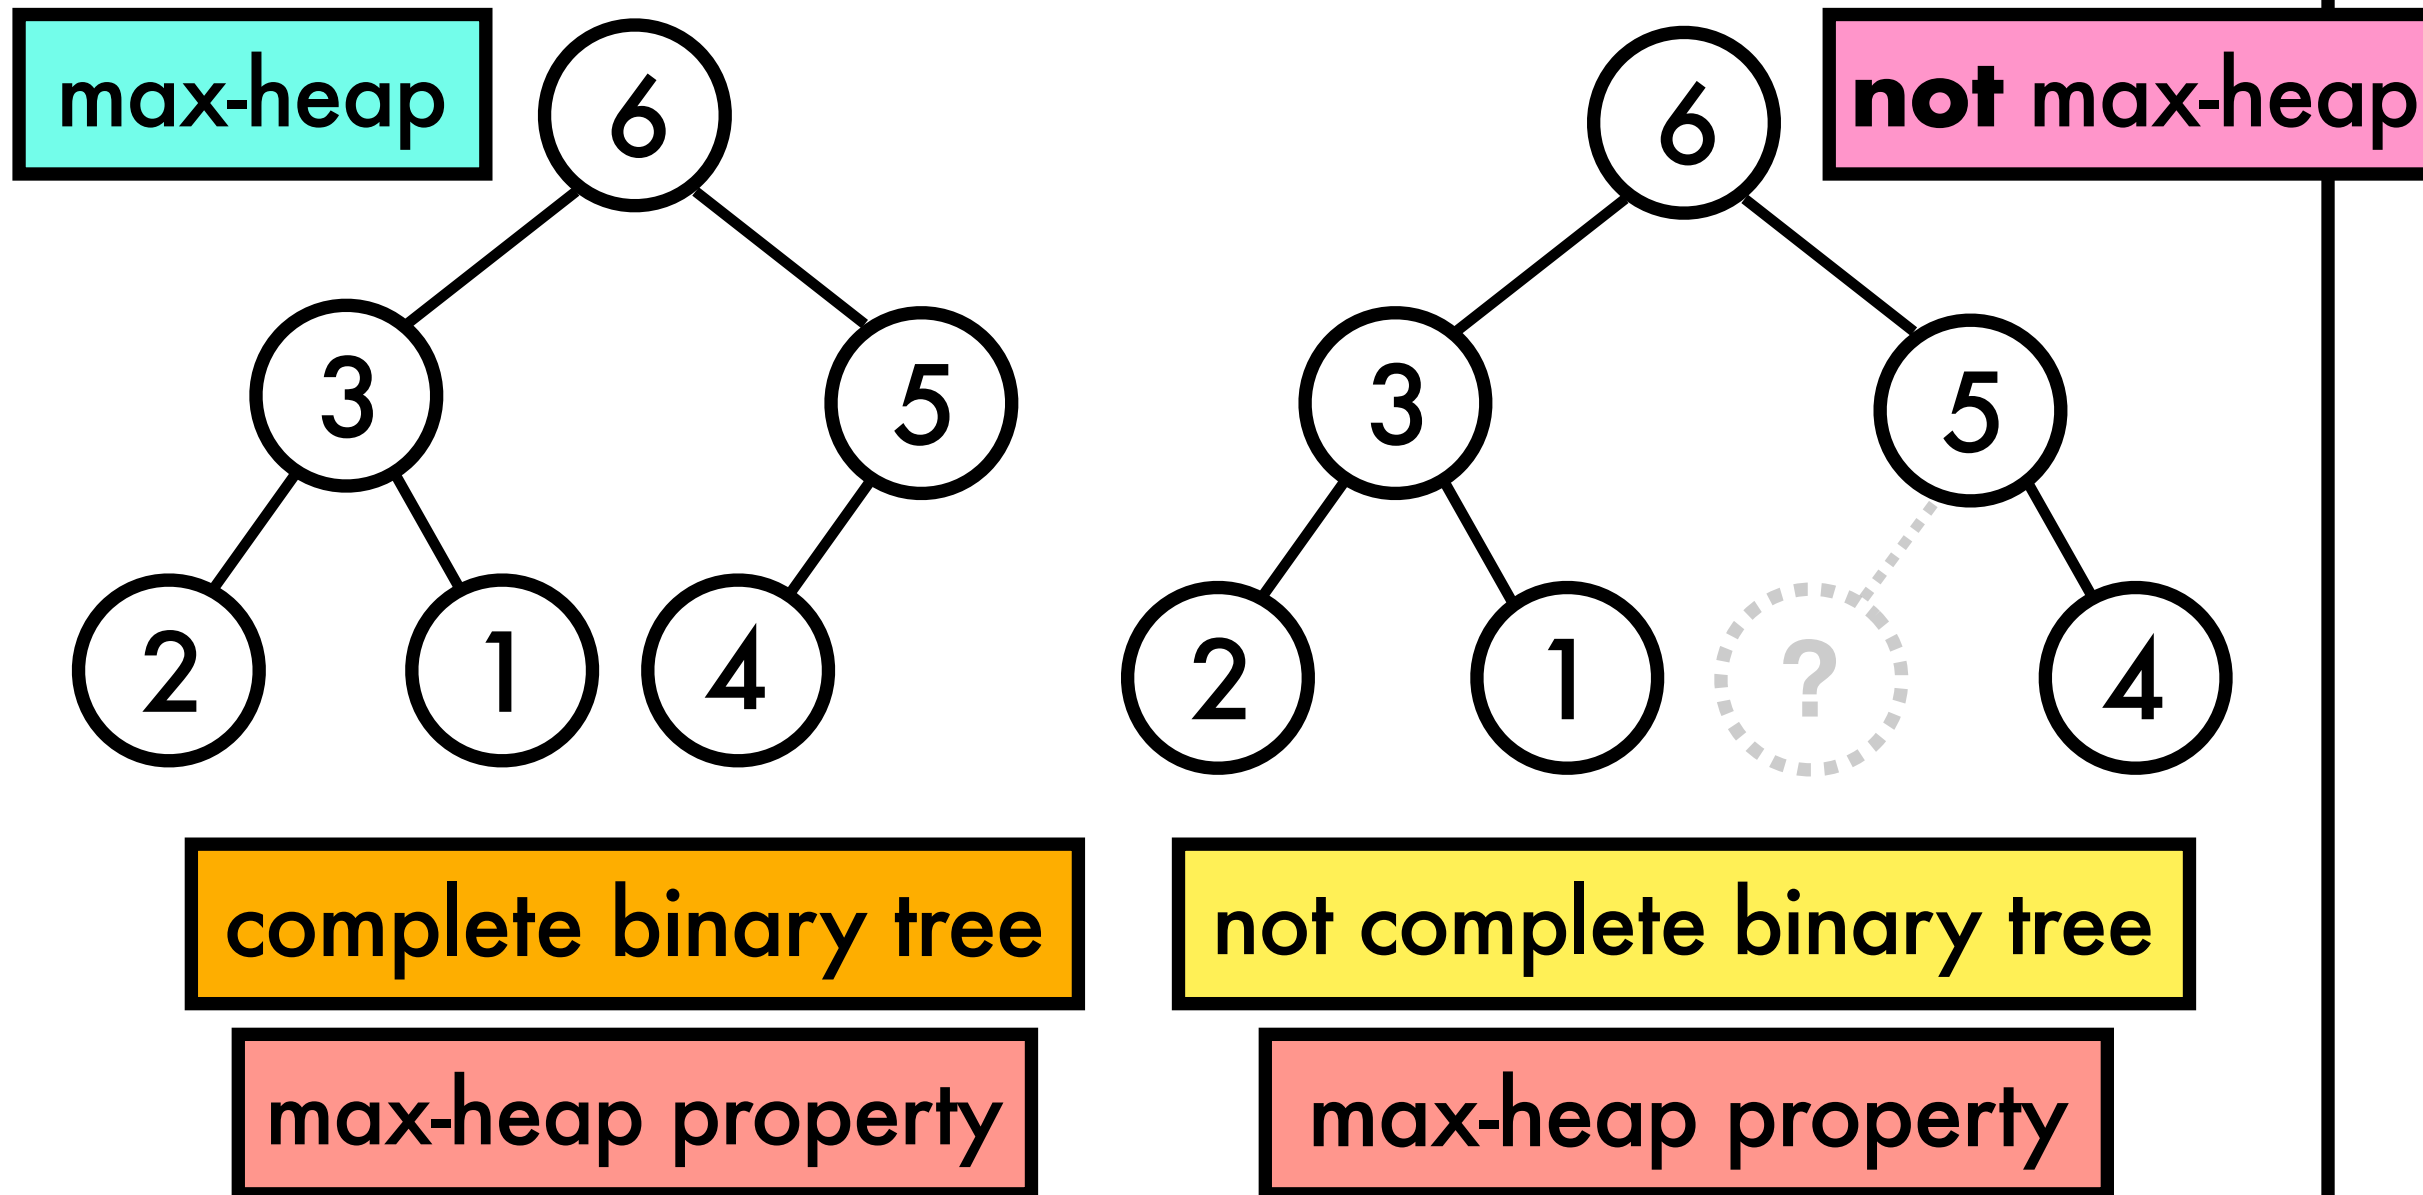 max-heap
6
3
5
2
1
4
not max-heap
6
3
5
2
1
?
4
complete binary tree
max-heap property
not complete binary tree
max-heap property